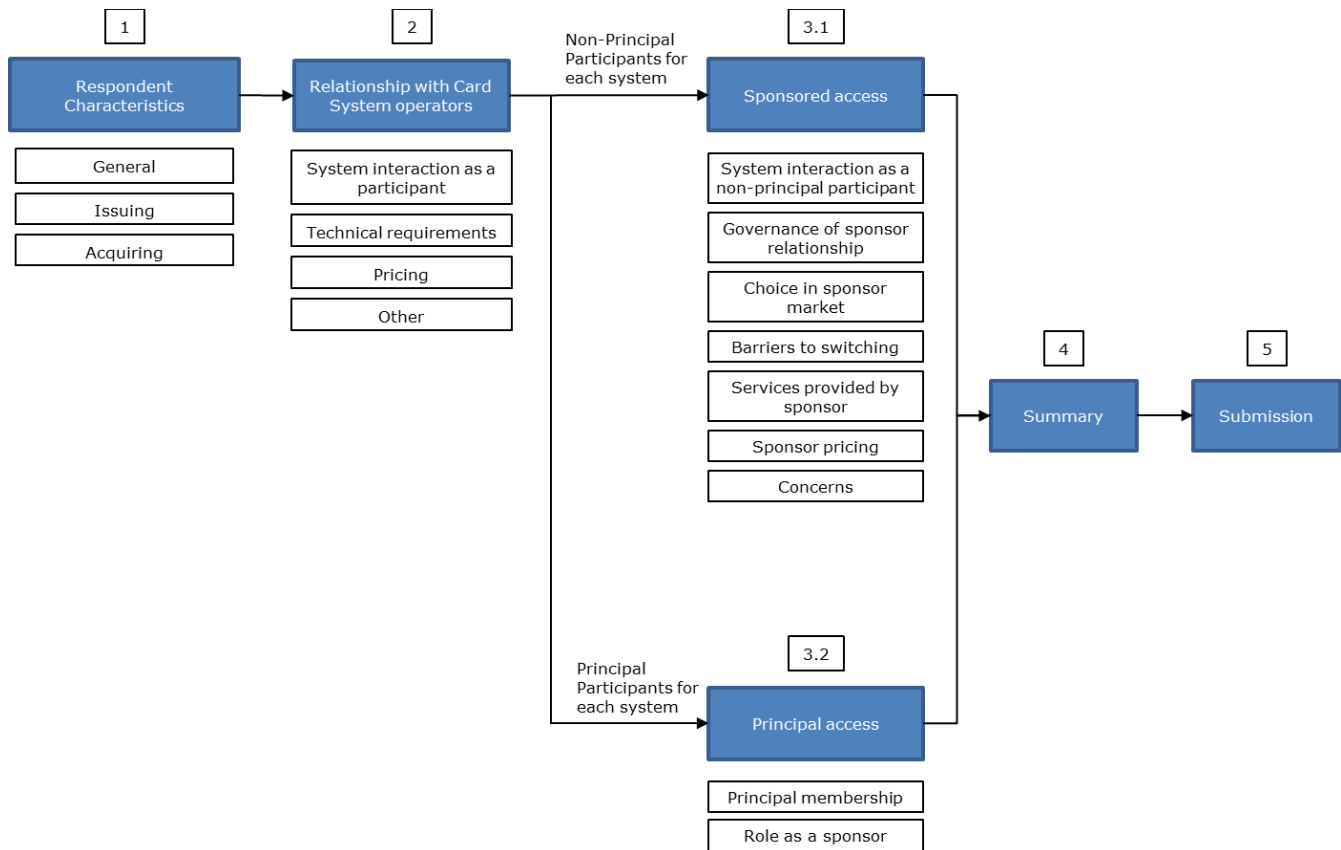 1
Respondent
Characteristics
General
Issuing
Acquiring
2
Relationship with Card
System operators
System interaction as a
participant
Technical requirements
Pricing
Other
Non-Principal
Participants for
each system
3.1
Sponsored access
System interaction as a
non-principal participant
Governance of sponsor
relationship
Choice in sponsor
market
Barriers to switching
Services provided by
sponsor
Sponsor pricing
Concerns
Principal
Participants for
each system
3.2
Principal access
Principal membership
Role as a sponsor
4
Summary
5
Submission